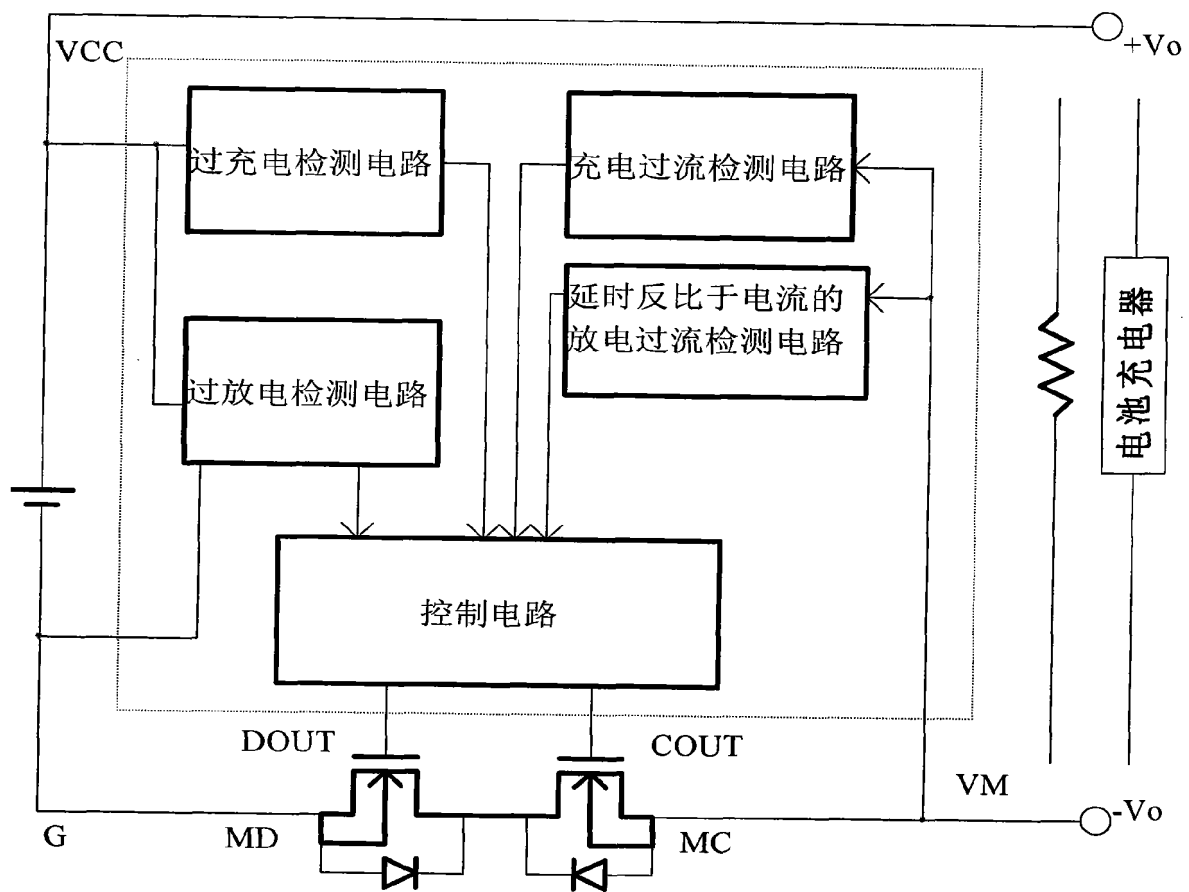 +Vo
VCC
过充电检测电路
充电过流检测电路
延时反比于电流的
放电过流检测电路
过放电检测电路
电池充电器
控制电路
DOUT
COUT
VM
-Vo
G
MD
MC